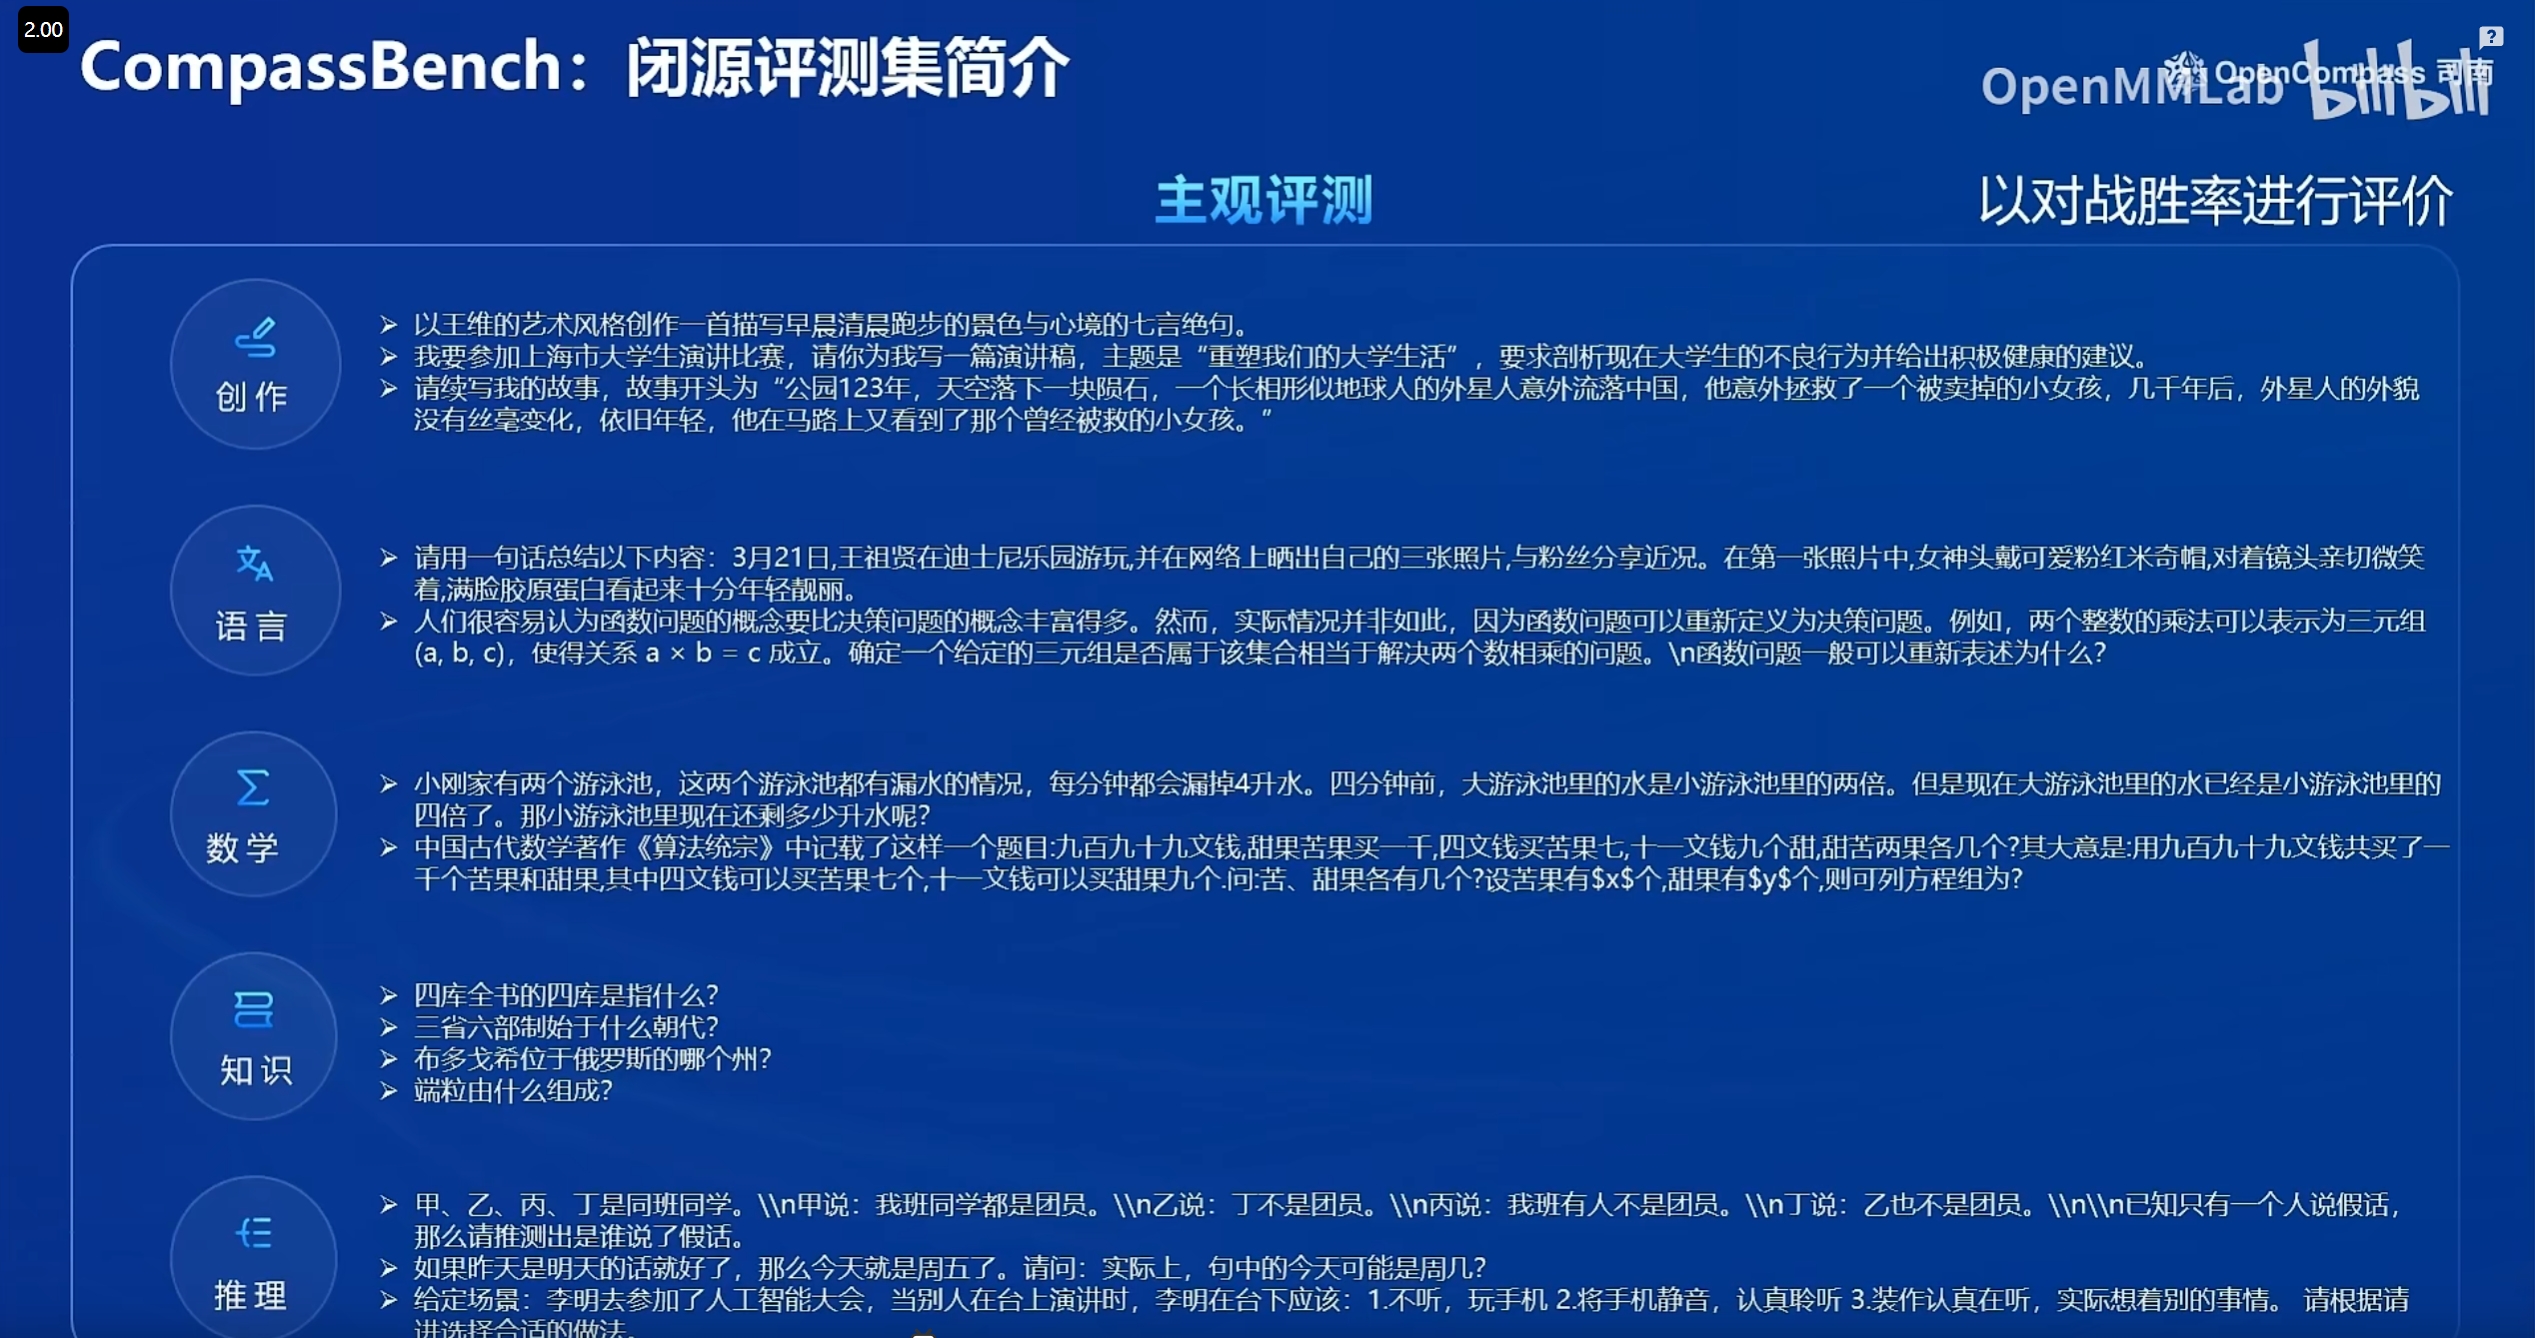 2.00
CompassBench：闭源评测集简介
OpenMMLab
OpenCompass 司南
bilibili
主观评测
以对战胜率进行评价
创作
➢ 以王维的艺术风格创作一首描写早晨清晨跑步的景色与心境的七言绝句。
➢ 我要参加上海市大学生演讲比赛，请你为我写一篇演讲稿，主题是“重塑我们的大学生活”，要求剖析现在大学生的不良行为并给出积极健康的建议。
➢ 请续写我的故事，故事开头为“公园123年，天空落下一块陨石，一个长相形似地球人的外星人意外流落中国，他意外拯救了一个被卖掉的小女孩，几千年后，外星人的外貌
没有丝毫变化，依旧年轻，他在马路上又看到了那个曾经被救的小女孩。”
语言
➢ 请用一句话总结以下内容：3月21日,王祖贤在迪士尼乐园游玩,并在网络上晒出自己的三张照片,与粉丝分享近况。在第一张照片中,女神头戴可爱粉红米奇帽,对着镜头亲切微笑
着,满脸胶原蛋白看起来十分年轻靓丽。
➢ 人们很容易认为函数问题的概念要比决策问题的概念丰富得多。然而，实际情况并非如此，因为函数问题可以重新定义为决策问题。例如，两个整数的乘法可以表示为三元组
(a, b, c)，使得关系 a × b = c 成立。确定一个给定的三元组是否属于该集合相当于解决两个数相乘的问题。\n函数问题一般可以重新表述为什么？
数学
➢ 小刚家有两个游泳池，这两个游泳池都有漏水的情况，每分钟都会漏掉4升水。四分钟前，大游泳池里的水是小游泳池里的两倍。但是现在大游泳池里的水已经是小游泳池里的
四倍了。那小游泳池里现在还剩多少升水呢？
➢ 中国古代数学著作《算法统宗》中记载了这样一个题目:九百九十九文钱,甜果苦果买一千,四文钱买苦果七,十一文钱九个甜,甜苦两果各几个?其大意是:用九百九十九文钱共买了一
千个苦果和甜果,其中四文钱可以买苦果七个,十一文钱可以买甜果九个.问:苦、甜果各有几个?设苦果有$x$个,甜果有$y$个,则可列方程组为?
知识
➢ 四库全书的四库是指什么？
➢ 三省六部制始于什么朝代？
➢ 布多戈希位于俄罗斯的哪个州？
➢ 端粒由什么组成？
推理
➢ 甲、乙、丙、丁是同班同学。\\n甲说：我班同学都是团员。\\n乙说：丁不是团员。\\n丙说：我班有人不是团员。\\n丁说：乙也不是团员。\\n\\n已知只有一个人说假话，
那么请推测出是谁说了假话。
➢ 如果昨天是明天的话就好了，那么今天就是周五了。请问：实际上，句中的今天可能是周几？
➢ 给定场景：李明去参加了人工智能大会，当别人在台上演讲时，李明在台下应该：1.不听，玩手机 2.将手机静音，认真聆听 3.装作认真在听，实际想着别的事情。 请根据请
进选择合适的做法。